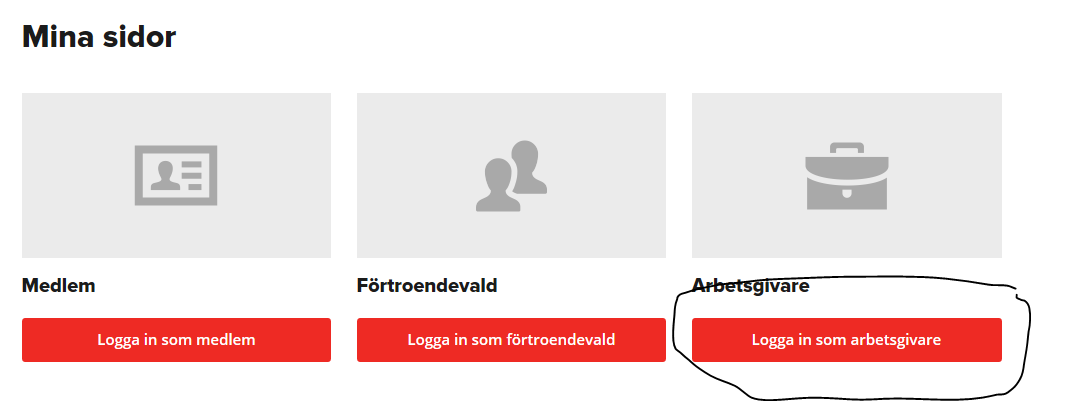 Mina sidor
Medlem
Förtroendevald
Arbetsgivare
Logga in som medlem
Logga in som förtroendevald
Logga in som arbetsgivare